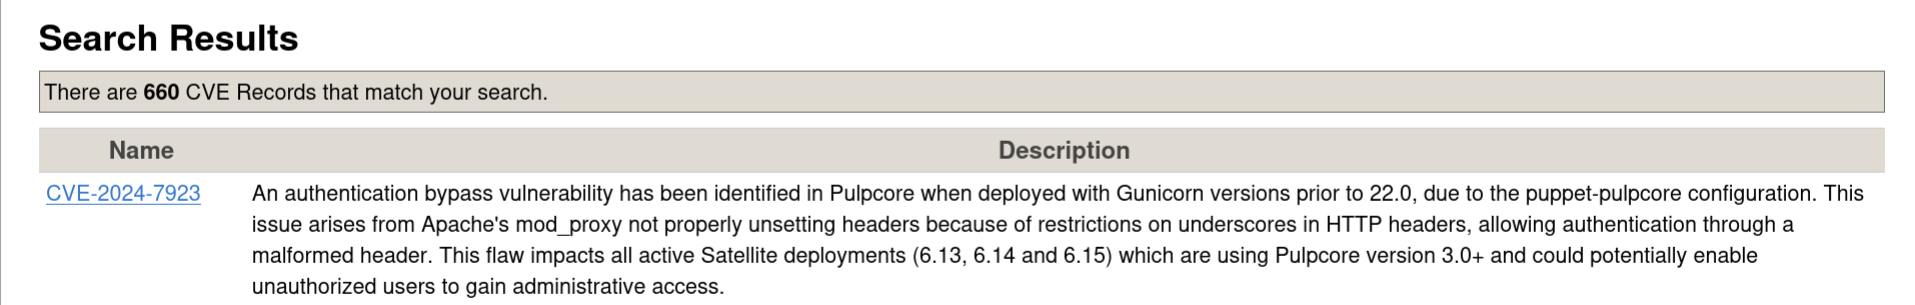 Search Results
There are 660 CVE Records that match your search.
Name Description
CVE-2024-7923 An authentication bypass vulnerability has been identified in Pulpcore when deployed with Gunicorn versions prior to 22.0, due to the puppet-pulpcore configuration. This
issue arises from Apache's mod_proxy not properly unsetting headers because of restrictions on underscores in HTTP headers, allowing authentication through a
malformed header. This flaw impacts all active Satellite deployments (6.13, 6.14 and 6.15) which are using Pulpcore version 3.0+ and could potentially enable
unauthorized users to gain administrative access.